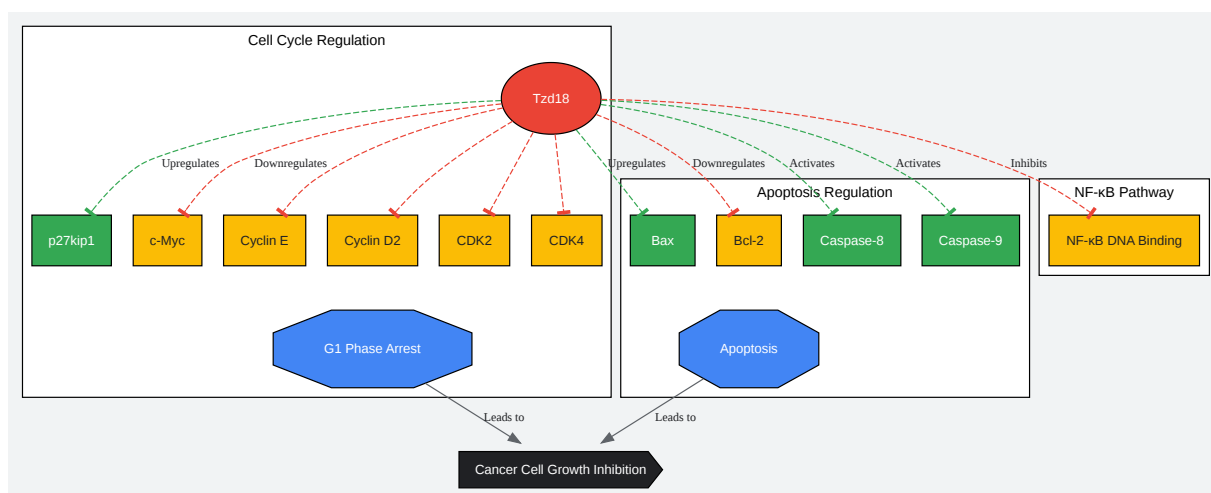 Cell Cycle Regulation
Tzd18
Upregulates
Downregulates
Upregulates
Downregulates
Activates
Activates
Inhibits
Apoptosis Regulation
NF-κB Pathway
p27kip1
c-Myc
Cyclin E
Cyclin D2
CDK2
CDK4
Bax
Bcl-2
Caspase-8
Caspase-9
NF-κB DNA Binding
G1 Phase Arrest
Apoptosis
Leads to
Leads to
Cancer Cell Growth Inhibition